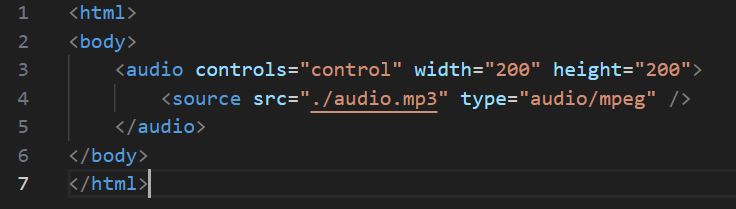 1 <html>
2 <body>
3 <audio controls="control" width="200" height="200">
4 <source src="./audio.mp3" type="audio/mpeg" />
5 </audio>
6 </body>
7 </html>